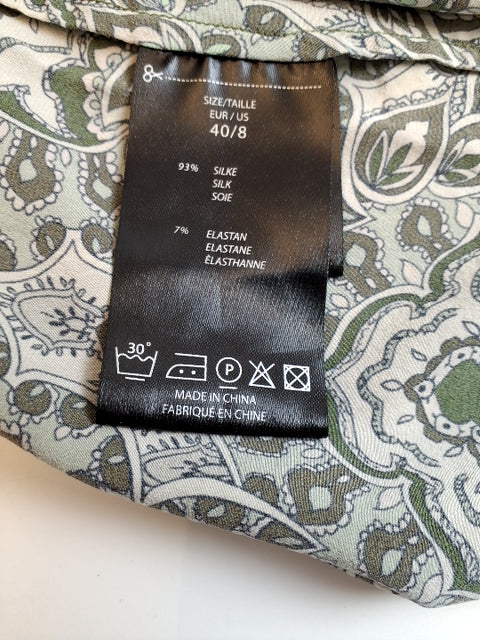 SIZE/TAILLE
EUR / US
40/8
93% SILKE
SILK
SOIE
7% ELASTAN
ELASTANE
ÉLASTHANNE
30°
P
MADE IN CHINA
FABRIQUÉ EN CHINE